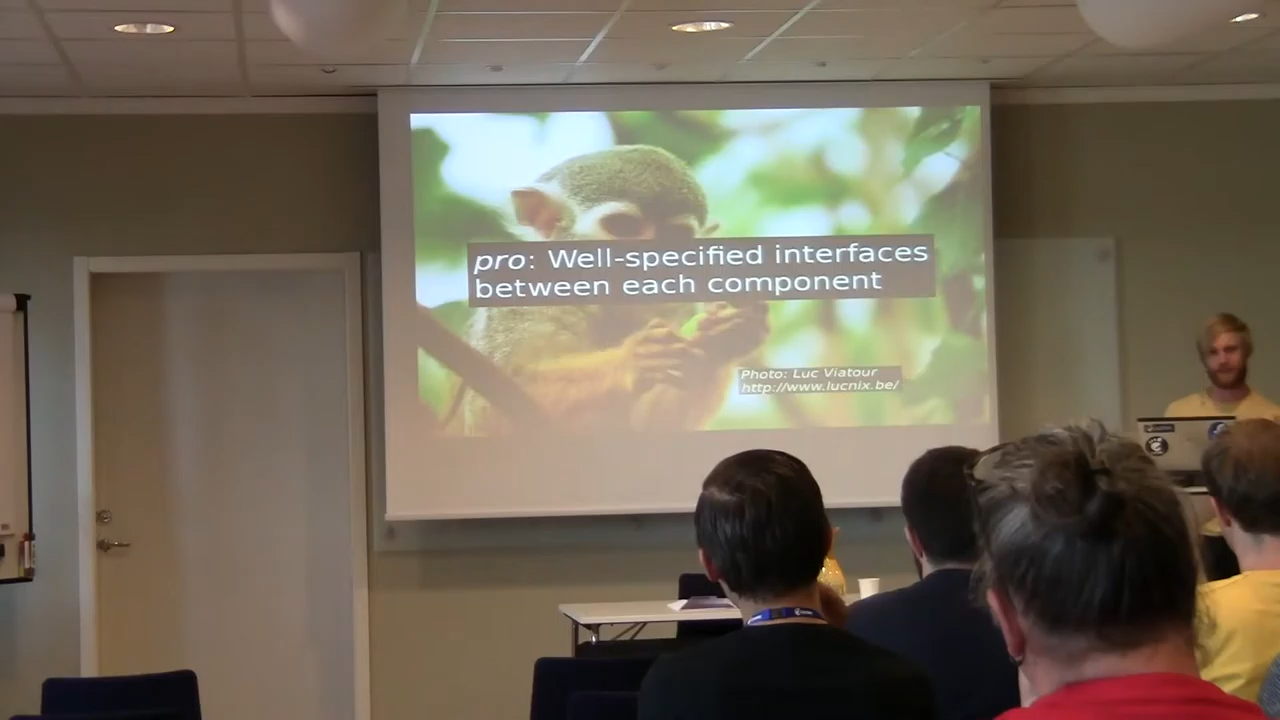 pro: Well-specified interfaces
between each component
Photo: Luc Viatour
http://www.lucnix.be/